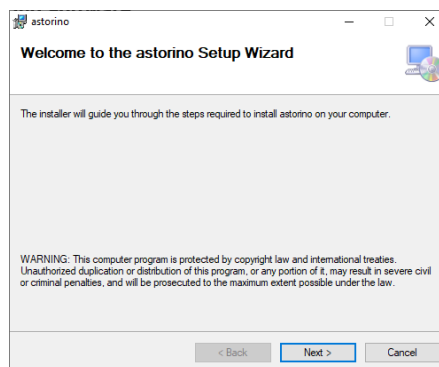 astorino
Welcome to the astorino Setup Wizard
The installer will guide you through the steps required to install astorino on your computer.
WARNING: This computer program is protected by copyright law and international treaties.
Unauthorized duplication or distribution of this program, or any portion of it, may result in severe civil
or criminal penalties, and will be prosecuted to the maximum extent possible under the law.
< Back Next > Cancel